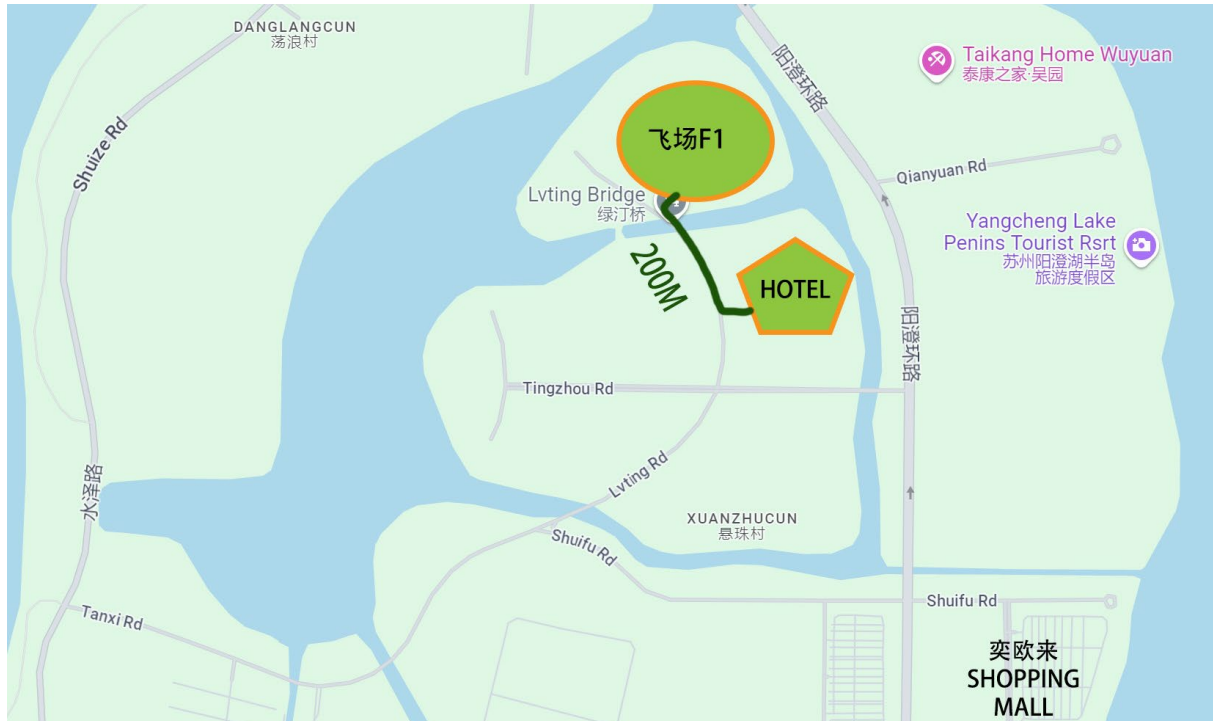 DANGLANGCUN
荡浪村
Shuize Rd
阳澄环路
Taikang Home Wuyuan
泰康之家·吴园
飞场F1
Qianyuan Rd
Lvting Bridge
绿汀桥
Yangcheng Lake
Penins Tourist Rsrt
苏州阳澄湖半岛
旅游度假区
200M
HOTEL
阳澄环路
Tingzhou Rd
水泽路
Lvting Rd
XUANZHUCUN
悬珠村
Shuifu Rd
Tanxi Rd
Shuifu Rd
奕欧来
SHOPPING
MALL